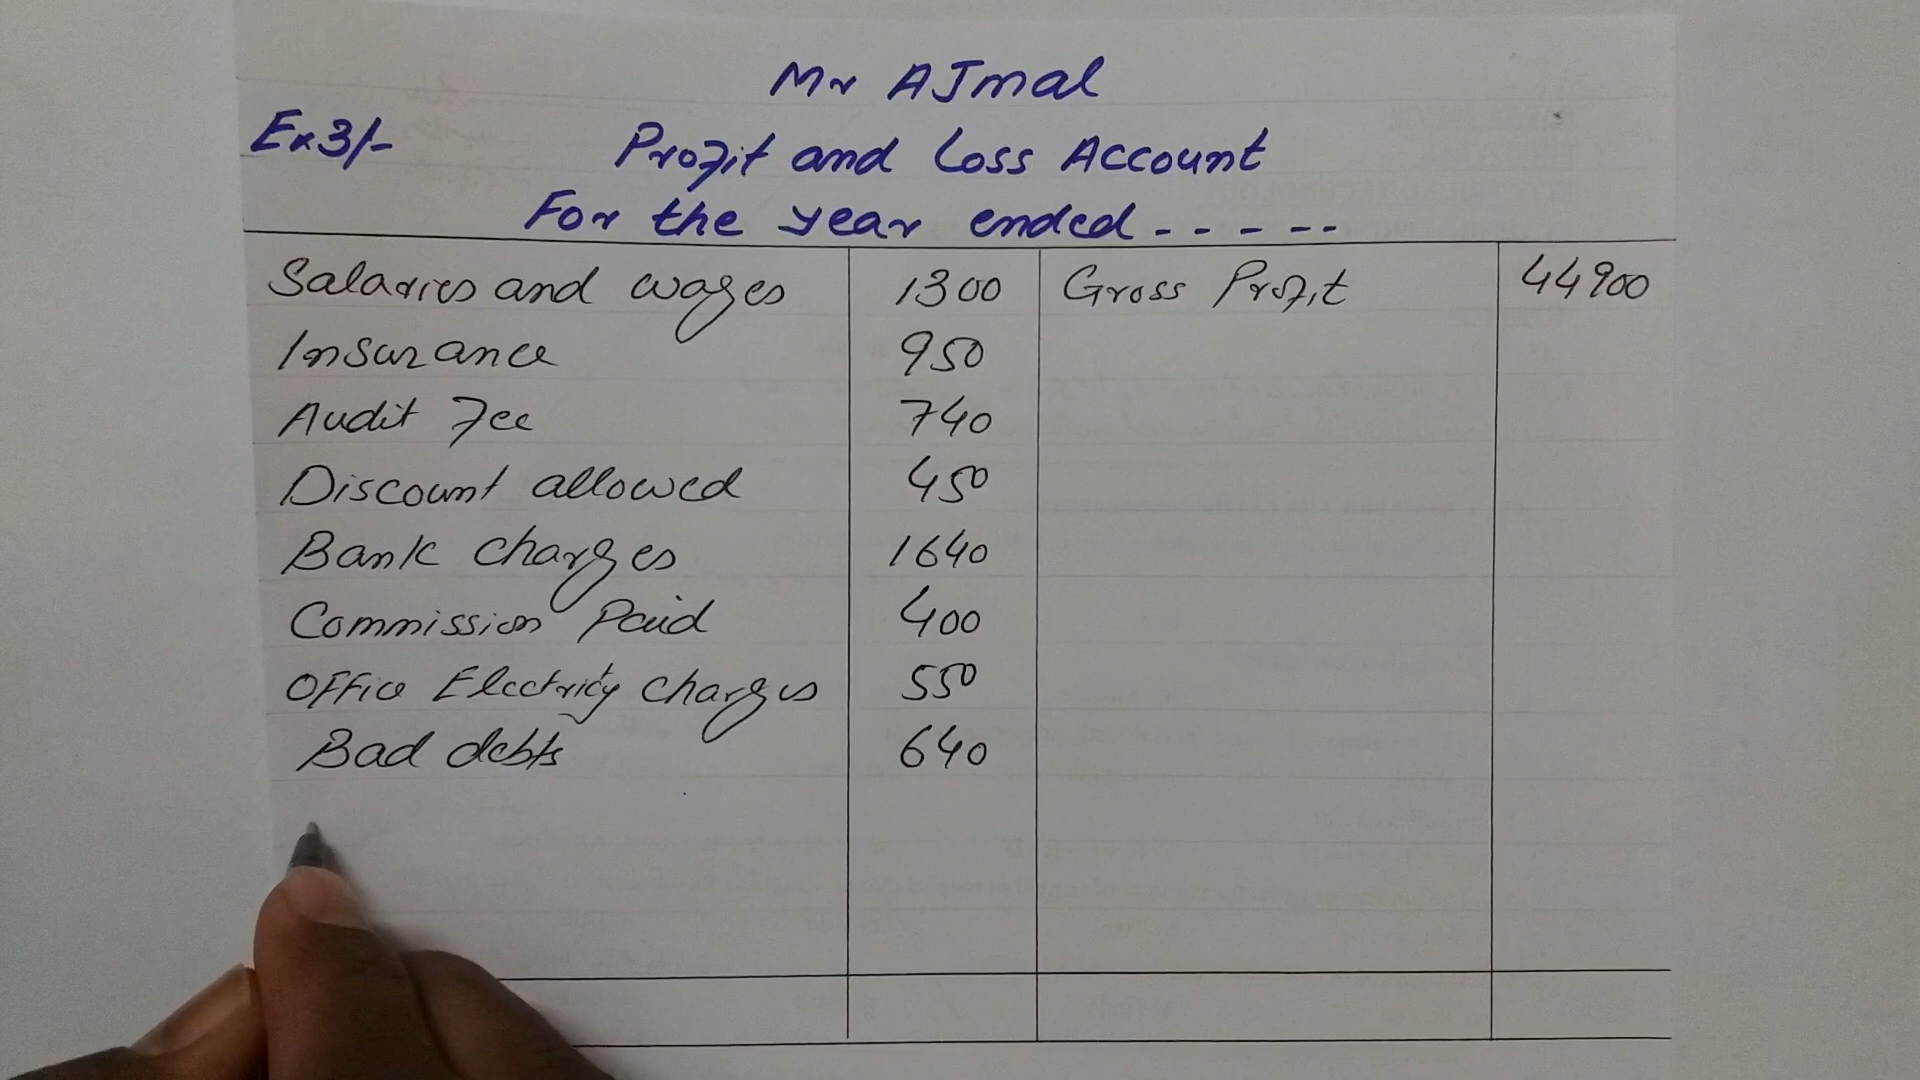 Mr AJmal
Ex3/-
Profit and Loss Account
For the year ended - - - - -
Salaries and wages 1300 Gross Profit 44900
Insurance 950
Audit Fee 740
Discount allowed 450
Bank charges 1640
Commission Paid 400
Office Electricity charges 550
Bad debts 640